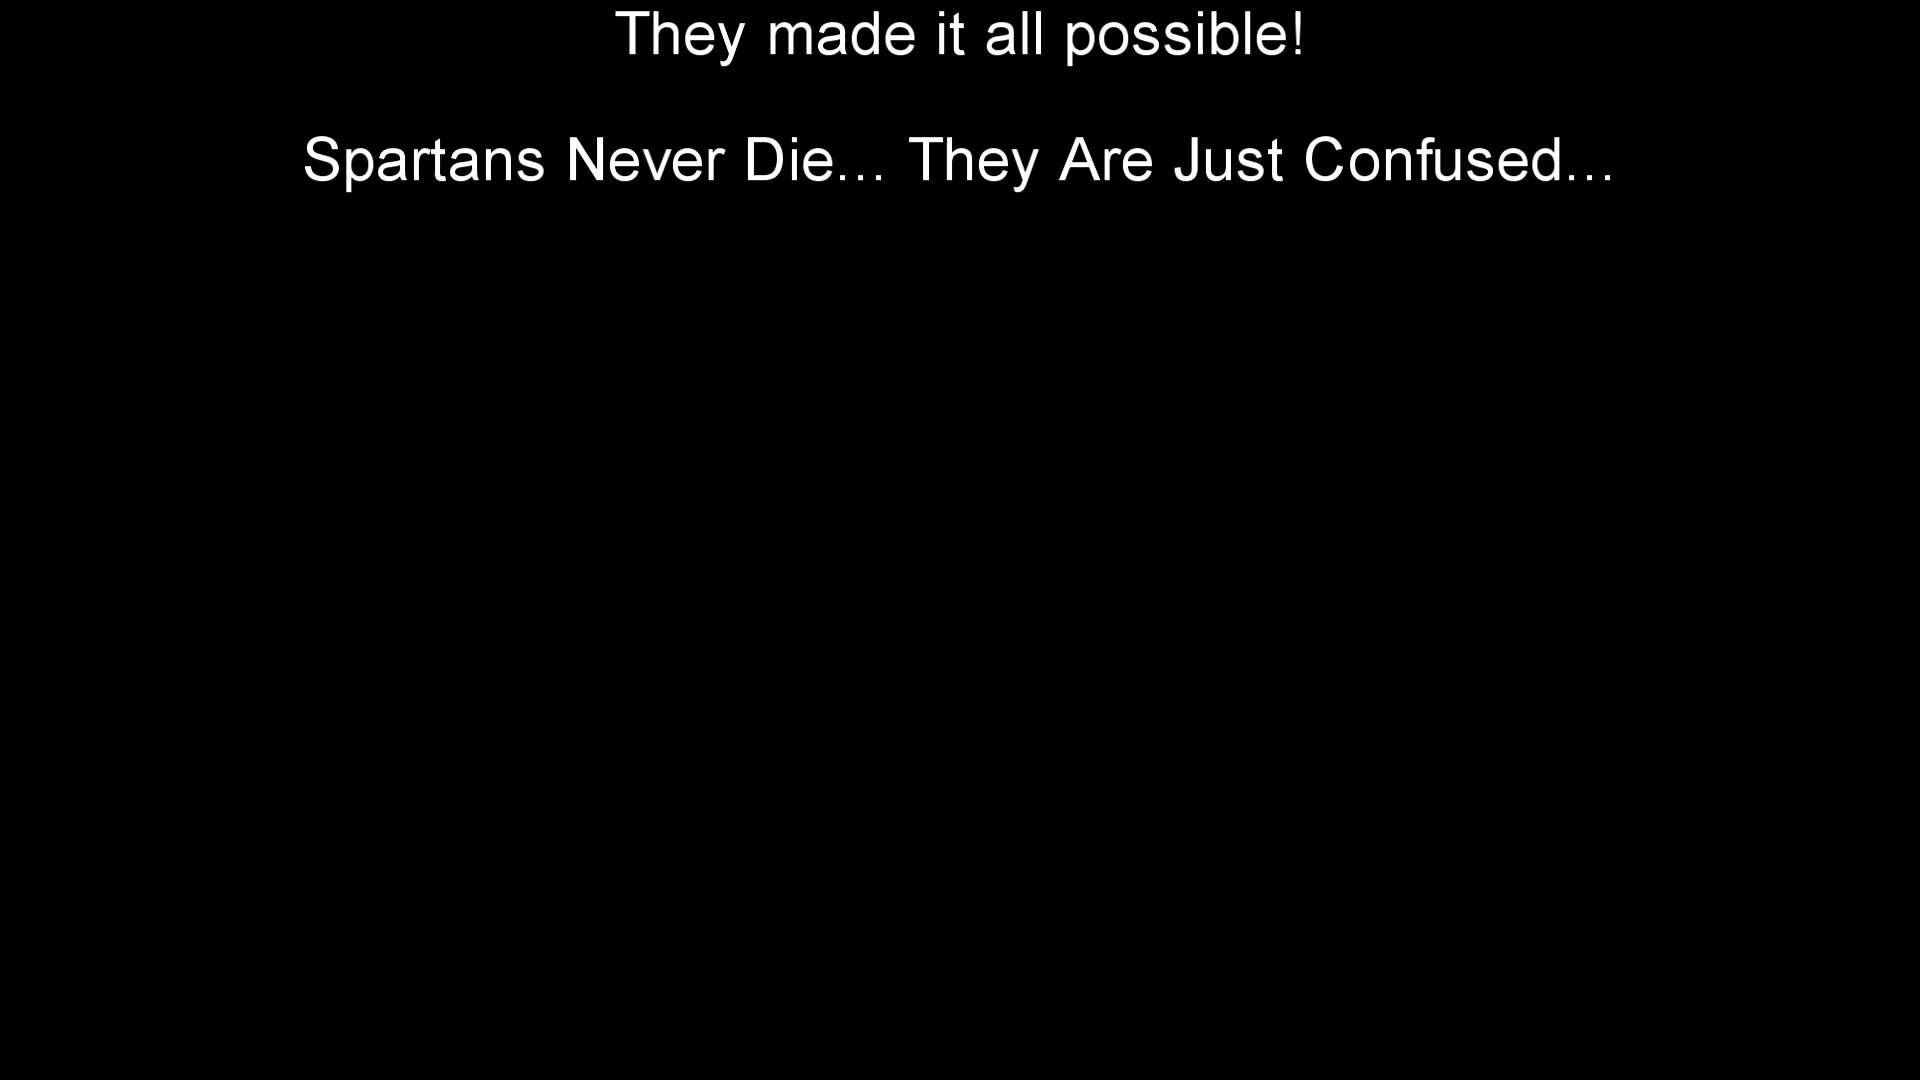 They made it all possible!
Spartans Never Die... They Are Just Confused...